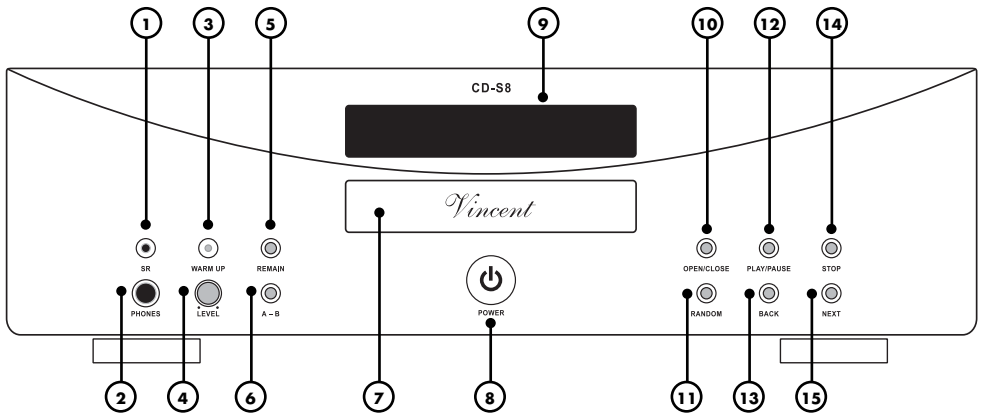 1 3 5 9 10 12 14
CD-S8
Vincent
SR WARM UP REMAIN OPEN/CLOSE PLAY/PAUSE STOP
PHONES LEVEL A – B POWER RANDOM BACK NEXT
2 4 6 7 8 11 13 15